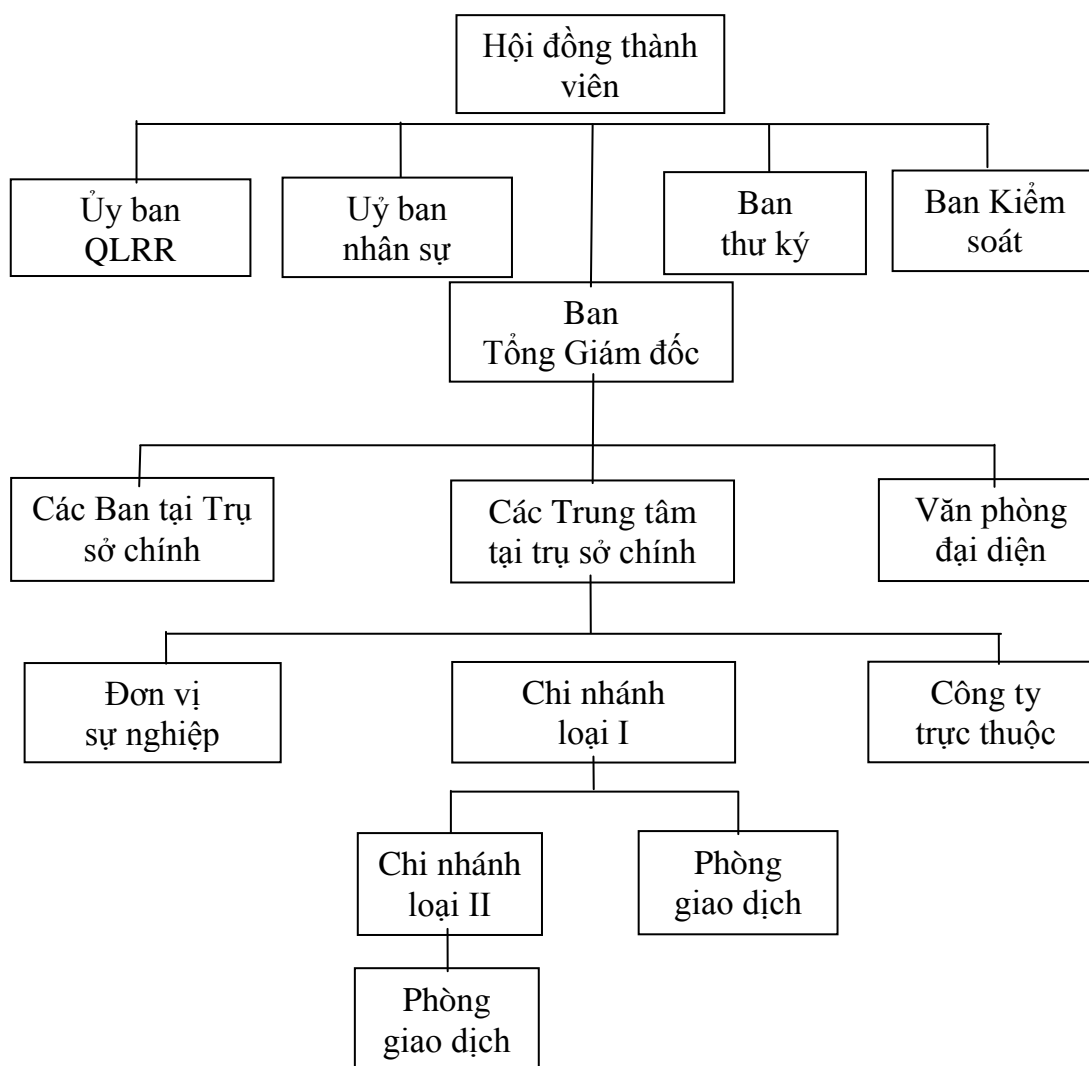 Hội đồng thành
viên
Ủy ban
QLRR
Uỷ ban
nhân sự
Ban
thư ký
Ban Kiểm
soát
Ban
Tổng Giám đốc
Các Ban tại Trụ
sở chính
Các Trung tâm
tại trụ sở chính
Văn phòng
đại diện
Đơn vị
sự nghiệp
Chi nhánh
loại I
Công ty
trực thuộc
Chi nhánh
loại II
Phòng
giao dịch
Phòng
giao dịch